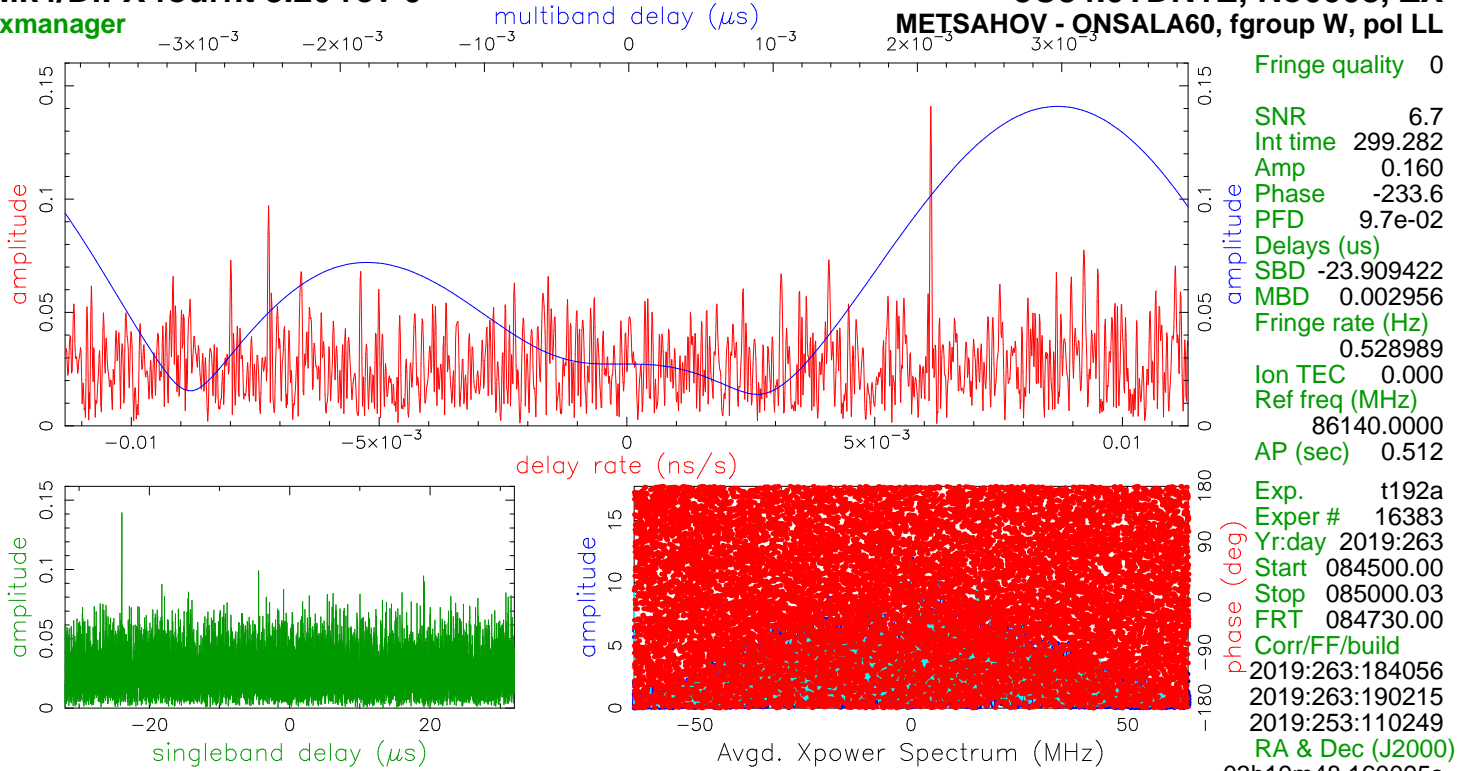 xmanager
METSAHOV - ONSALA60, fgroup W, pol LL
multiband delay (μs)
−3×10⁻³ −2×10⁻³ −10⁻³ 0 10⁻³ 2×10⁻³ 3×10⁻³
amplitude
0 0.05 0.1 0.15
amplitude
0 0.05 0.1 0.15
−0.01 −5×10⁻³ 0 5×10⁻³ 0.01
delay rate (ns/s)
amplitude
0 0.05 0.1 0.15
−20 0 20
singleband delay (μs)
amplitude
0 5 10 15
phase (deg)
−180 −90 0 90 180
−50 0 50
Avgd. Xpower Spectrum (MHz)
Fringe quality 0
SNR 6.7
Int time 299.282
Amp 0.160
Phase -233.6
PFD 9.7e-02
Delays (us)
SBD -23.909422
MBD 0.002956
Fringe rate (Hz)
0.528989
Ion TEC 0.000
Ref freq (MHz)
86140.0000
AP (sec) 0.512
Exp. t192a
Exper # 16383
Yr:day 2019:263
Start 084500.00
Stop 085000.03
FRT 084730.00
Corr/FF/build
2019:263:184056
2019:263:190215
2019:253:110249
RA & Dec (J2000)